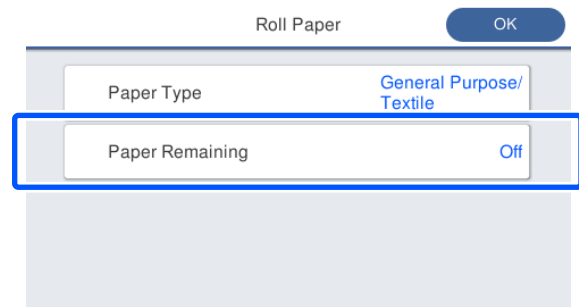 Roll Paper
OK
Paper Type
General Purpose/
Textile
Paper Remaining
Off